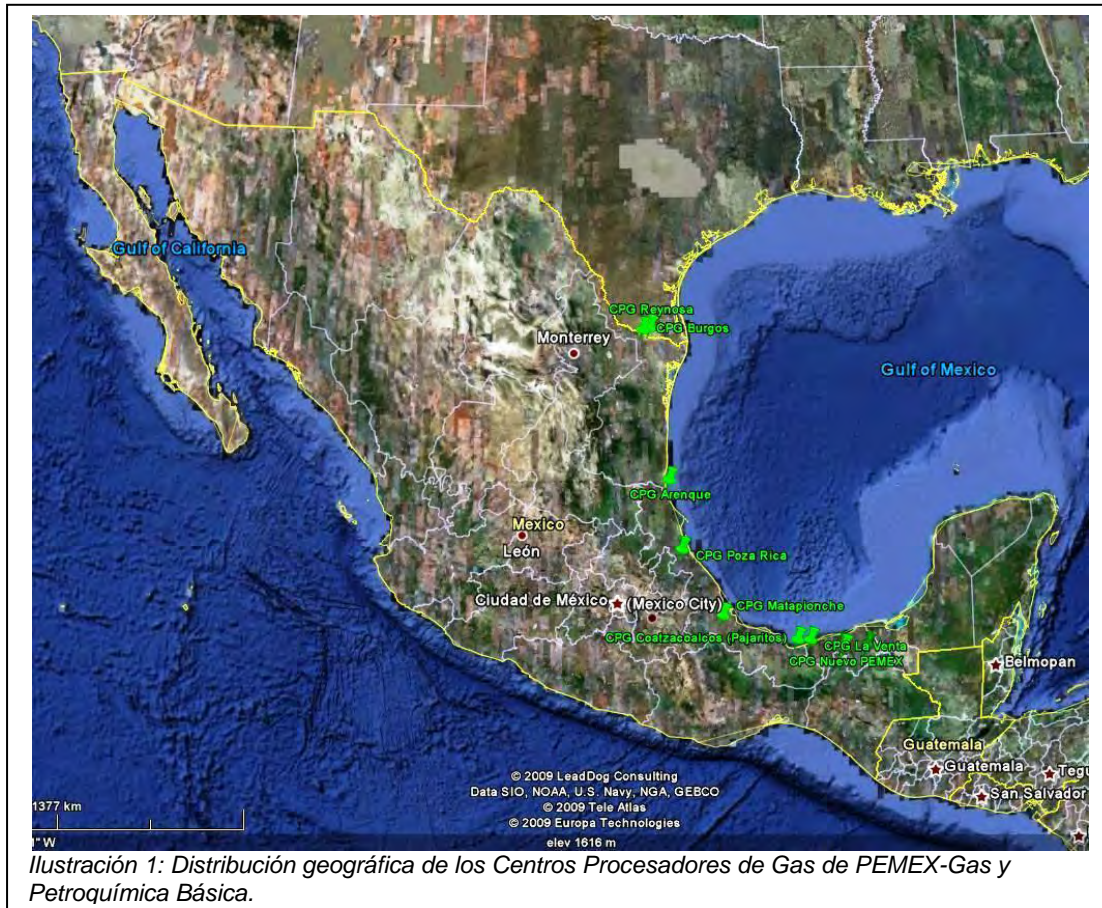 Gulf of California
CPG Reynosa
CPG Burgos
Monterrey
Gulf of Mexico
CPG Arenque
Mexico
León
CPG Poza Rica
Ciudad de México (Mexico City)
CPG Matapionche
CPG Coatzacoalcos (Pajaritos)
CPG La Venta
CPG Nuevo PEMEX
Belmopan
Guatemala
Guatemala
Tegu
San Salvador
© 2009 LeadDog Consulting
Data SIO, NOAA, U.S. Navy, NGA, GEBCO
© 2009 Tele Atlas
© 2009 Europa Technologies
1377 km
1" W
elev 1616 m
Ilustración 1: Distribución geográfica de los Centros Procesadores de Gas de PEMEX-Gas y
Petroquímica Básica.